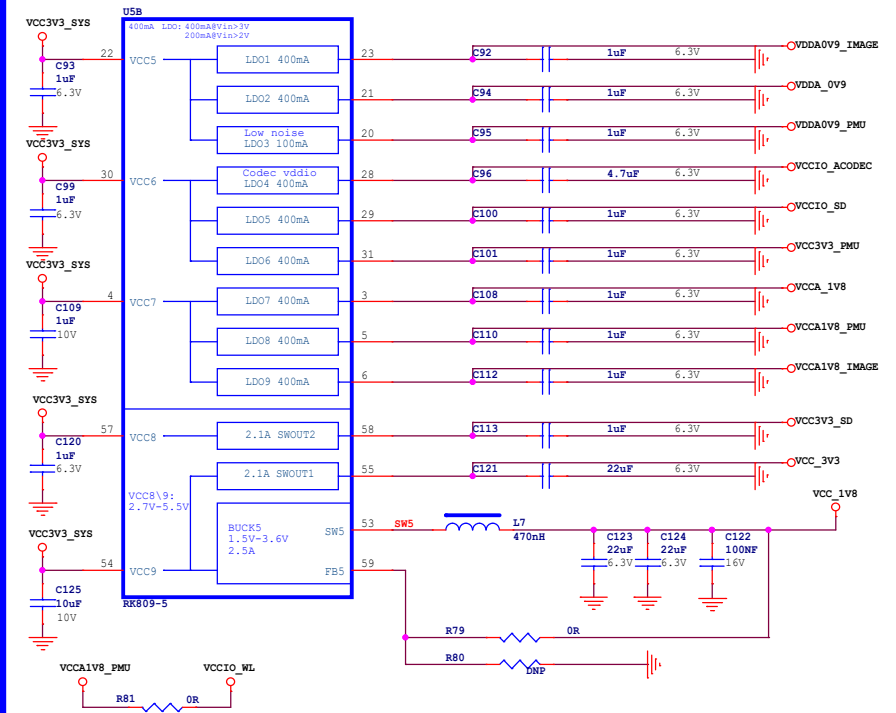 U5B
VCC3V3_SYS
400mA LDO: 400mA@Vin>3V
200mA@Vin>2V
22
VCC5
LDO1 400mA
23
C92
1uF
6.3V
VDDA0V9_IMAGE
C93
1uF
6.3V
LDO2 400mA
21
C94
1uF
6.3V
VDDA_0V9
Low noise
LDO3 100mA
20
C95
1uF
6.3V
VDDA0V9_PMU
VCC3V3_SYS
30
VCC6
Codec vddio
LDO4 400mA
28
C96
4.7uF
6.3V
VCCIO_ACODEC
C99
1uF
6.3V
LDO5 400mA
29
C100
1uF
6.3V
VCCIO_SD
LDO6 400mA
31
C101
1uF
6.3V
VCC3V3_PMU
VCC3V3_SYS
4
VCC7
LDO7 400mA
3
C108
1uF
6.3V
VCCA_1V8
C109
1uF
10V
LDO8 400mA
5
C110
1uF
6.3V
VCCA1V8_PMU
LDO9 400mA
6
C112
1uF
6.3V
VCCA1V8_IMAGE
VCC3V3_SYS
57
VCC8
2.1A SWOUT2
58
C113
1uF
6.3V
VCC3V3_SD
C120
1uF
6.3V
2.1A SWOUT1
55
C121
22uF
6.3V
VCC_3V3
VCC8\9:
2.7V-5.5V
VCC_1V8
BUCK5
1.5V-3.6V
2.5A
SW5
53
SW5
L7
470nH
C123
22uF
6.3V
C124
22uF
6.3V
C122
100NF
16V
VCC3V3_SYS
54
VCC9
FB5
59
C125
10uF
10V
RK809-5
R79
0R
R80
DNP
VCCA1V8_PMU
VCCIO_WL
R81
0R